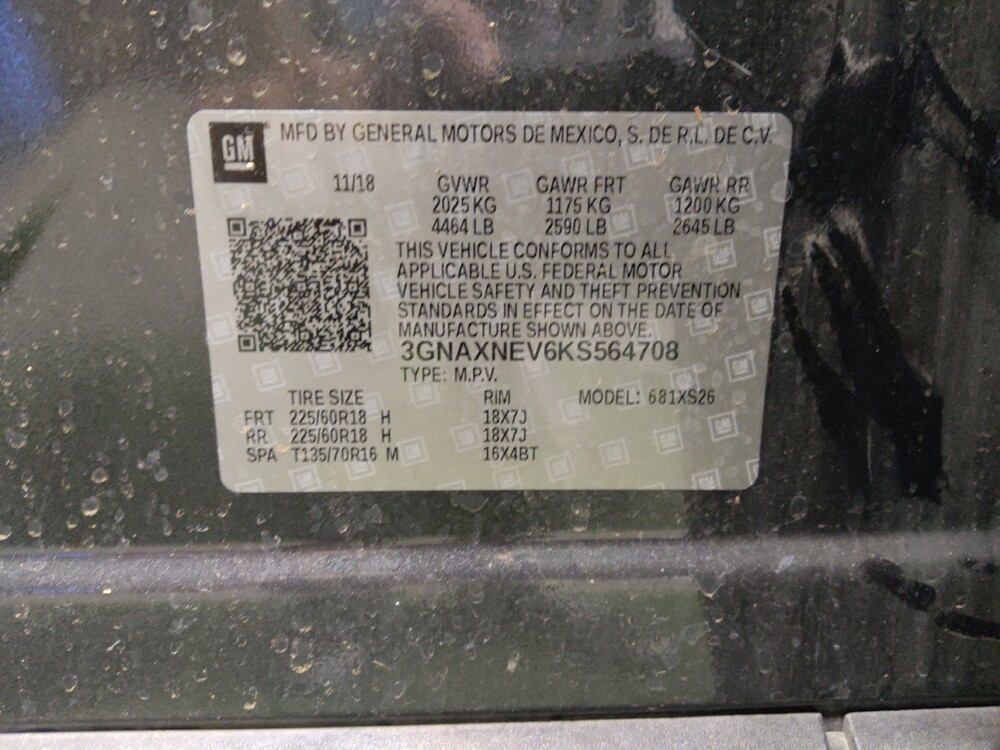 GM MFD BY GENERAL MOTORS DE MEXICO, S. DE R.L. DE C.V.
11/18 GVWR GAWR FRT GAWR RR
2025 KG 1175 KG 1200 KG
4464 LB 2590 LB 2645 LB
THIS VEHICLE CONFORMS TO ALL
APPLICABLE U.S. FEDERAL MOTOR
VEHICLE SAFETY AND THEFT PREVENTION
STANDARDS IN EFFECT ON THE DATE OF
MANUFACTURE SHOWN ABOVE.
3GNAXNEV6KS564708
TYPE: M.P.V.
TIRE SIZE RIM MODEL: 681XS26
FRT 225/60R18 H 18X7J
RR 225/60R18 H 18X7J
SPA T135/70R16 M 16X4BT